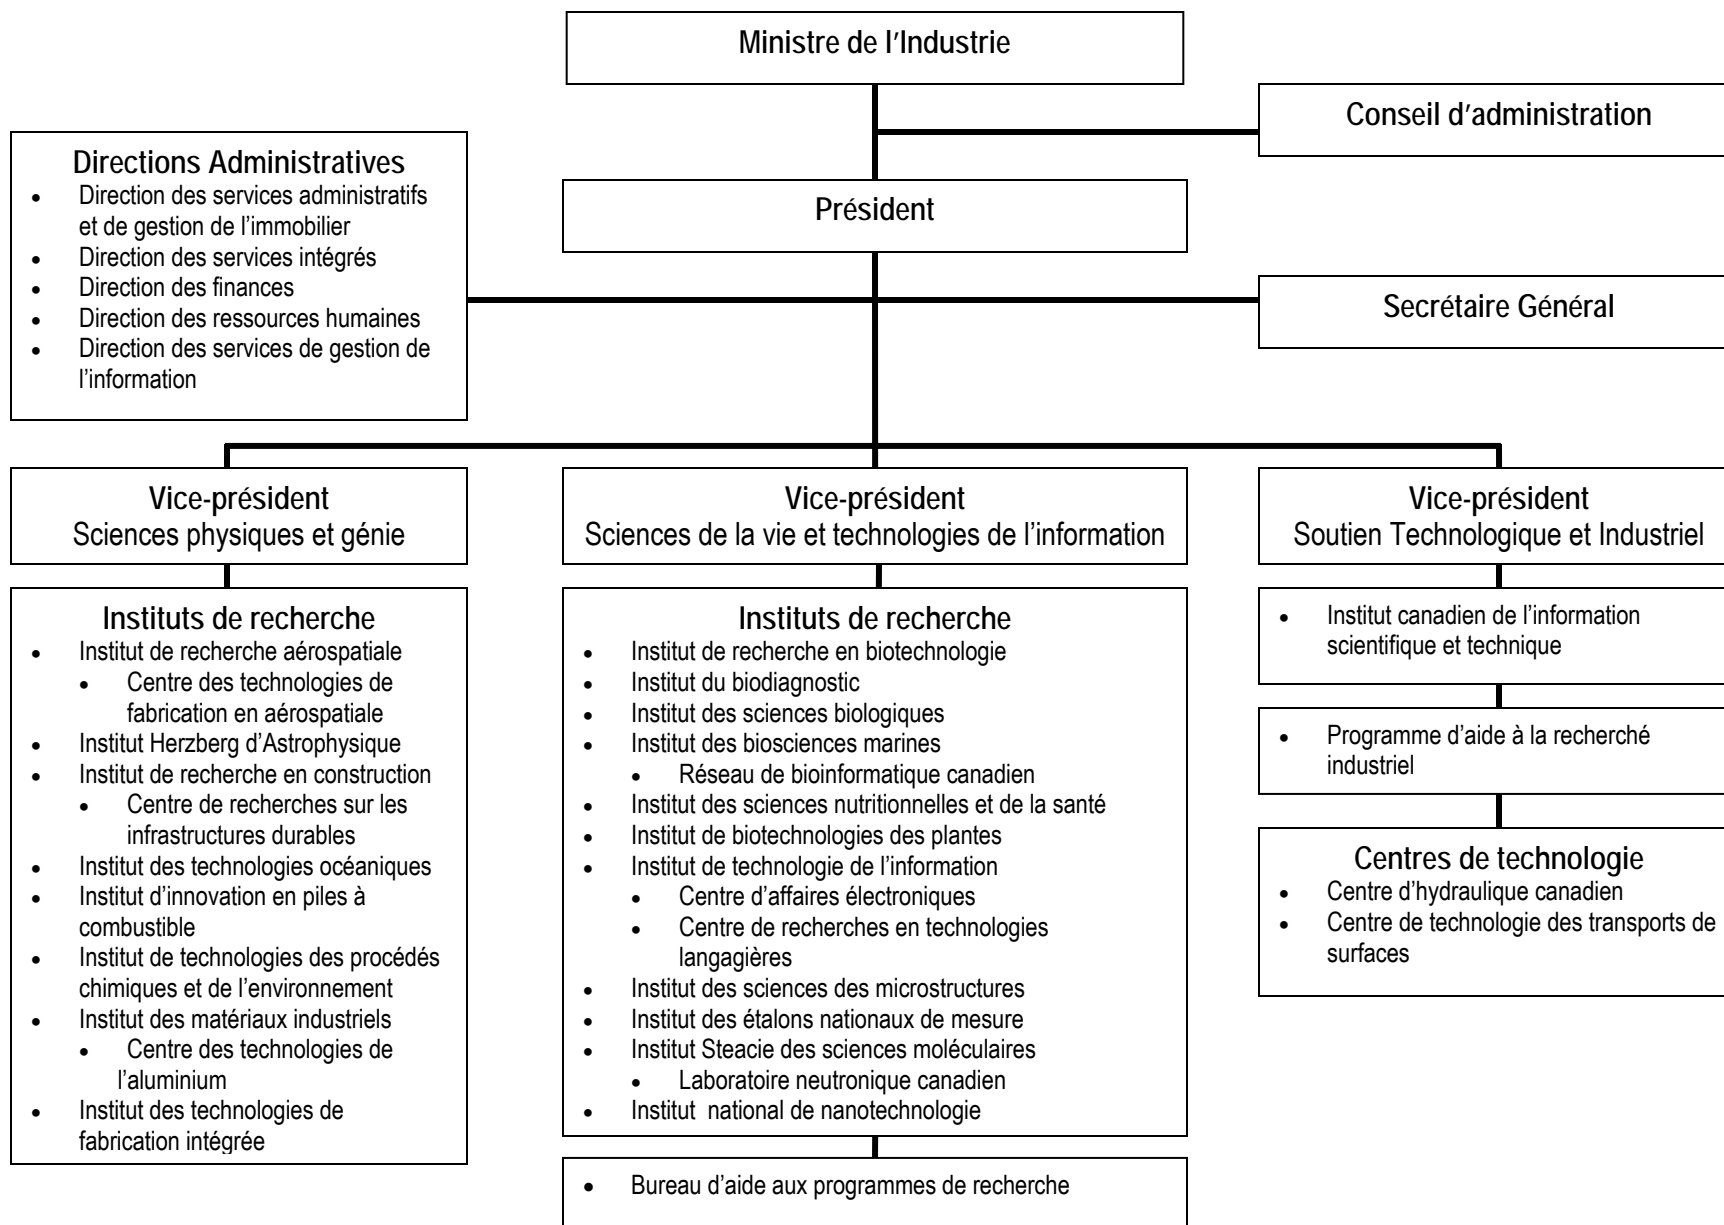 Ministre de l'Industrie
Conseil d'administration
Directions Administratives
• Direction des services administratifs
et de gestion de l'immobilier
• Direction des services intégrés
• Direction des finances
• Direction des ressources humaines
• Direction des services de gestion de
l'information
Président
Secrétaire Général
Vice-président
Sciences physiques et génie
Vice-président
Sciences de la vie et technologies de l'information
Vice-président
Soutien Technologique et Industriel
Instituts de recherche
• Institut de recherche aérospatiale
• Centre des technologies de
fabrication en aérospatiale
• Institut Herzberg d'Astrophysique
• Institut de recherche en construction
• Centre de recherches sur les
infrastructures durables
• Institut des technologies océaniques
• Institut d'innovation en piles à
combustible
• Institut de technologies des procédés
chimiques et de l'environnement
• Institut des matériaux industriels
• Centre des technologies de
l'aluminium
• Institut des technologies de
fabrication intégrée
Instituts de recherche
• Institut de recherche en biotechnologie
• Institut du biodiagnostic
• Institut des sciences biologiques
• Institut des biosciences marines
• Réseau de bioinformatique canadien
• Institut des sciences nutritionnelles et de la santé
• Institut de biotechnologies des plantes
• Institut de technologie de l'information
• Centre d'affaires électroniques
• Centre de recherches en technologies
langagières
• Institut des sciences des microstructures
• Institut des étalons nationaux de mesure
• Institut Steacie des sciences moléculaires
• Laboratoire neutronique canadien
• Institut national de nanotechnologie
• Bureau d'aide aux programmes de recherche
• Institut canadien de l'information
scientifique et technique
• Programme d'aide à la recherché
industriel
Centres de technologie
• Centre d'hydraulique canadien
• Centre de technologie des transports de
surfaces